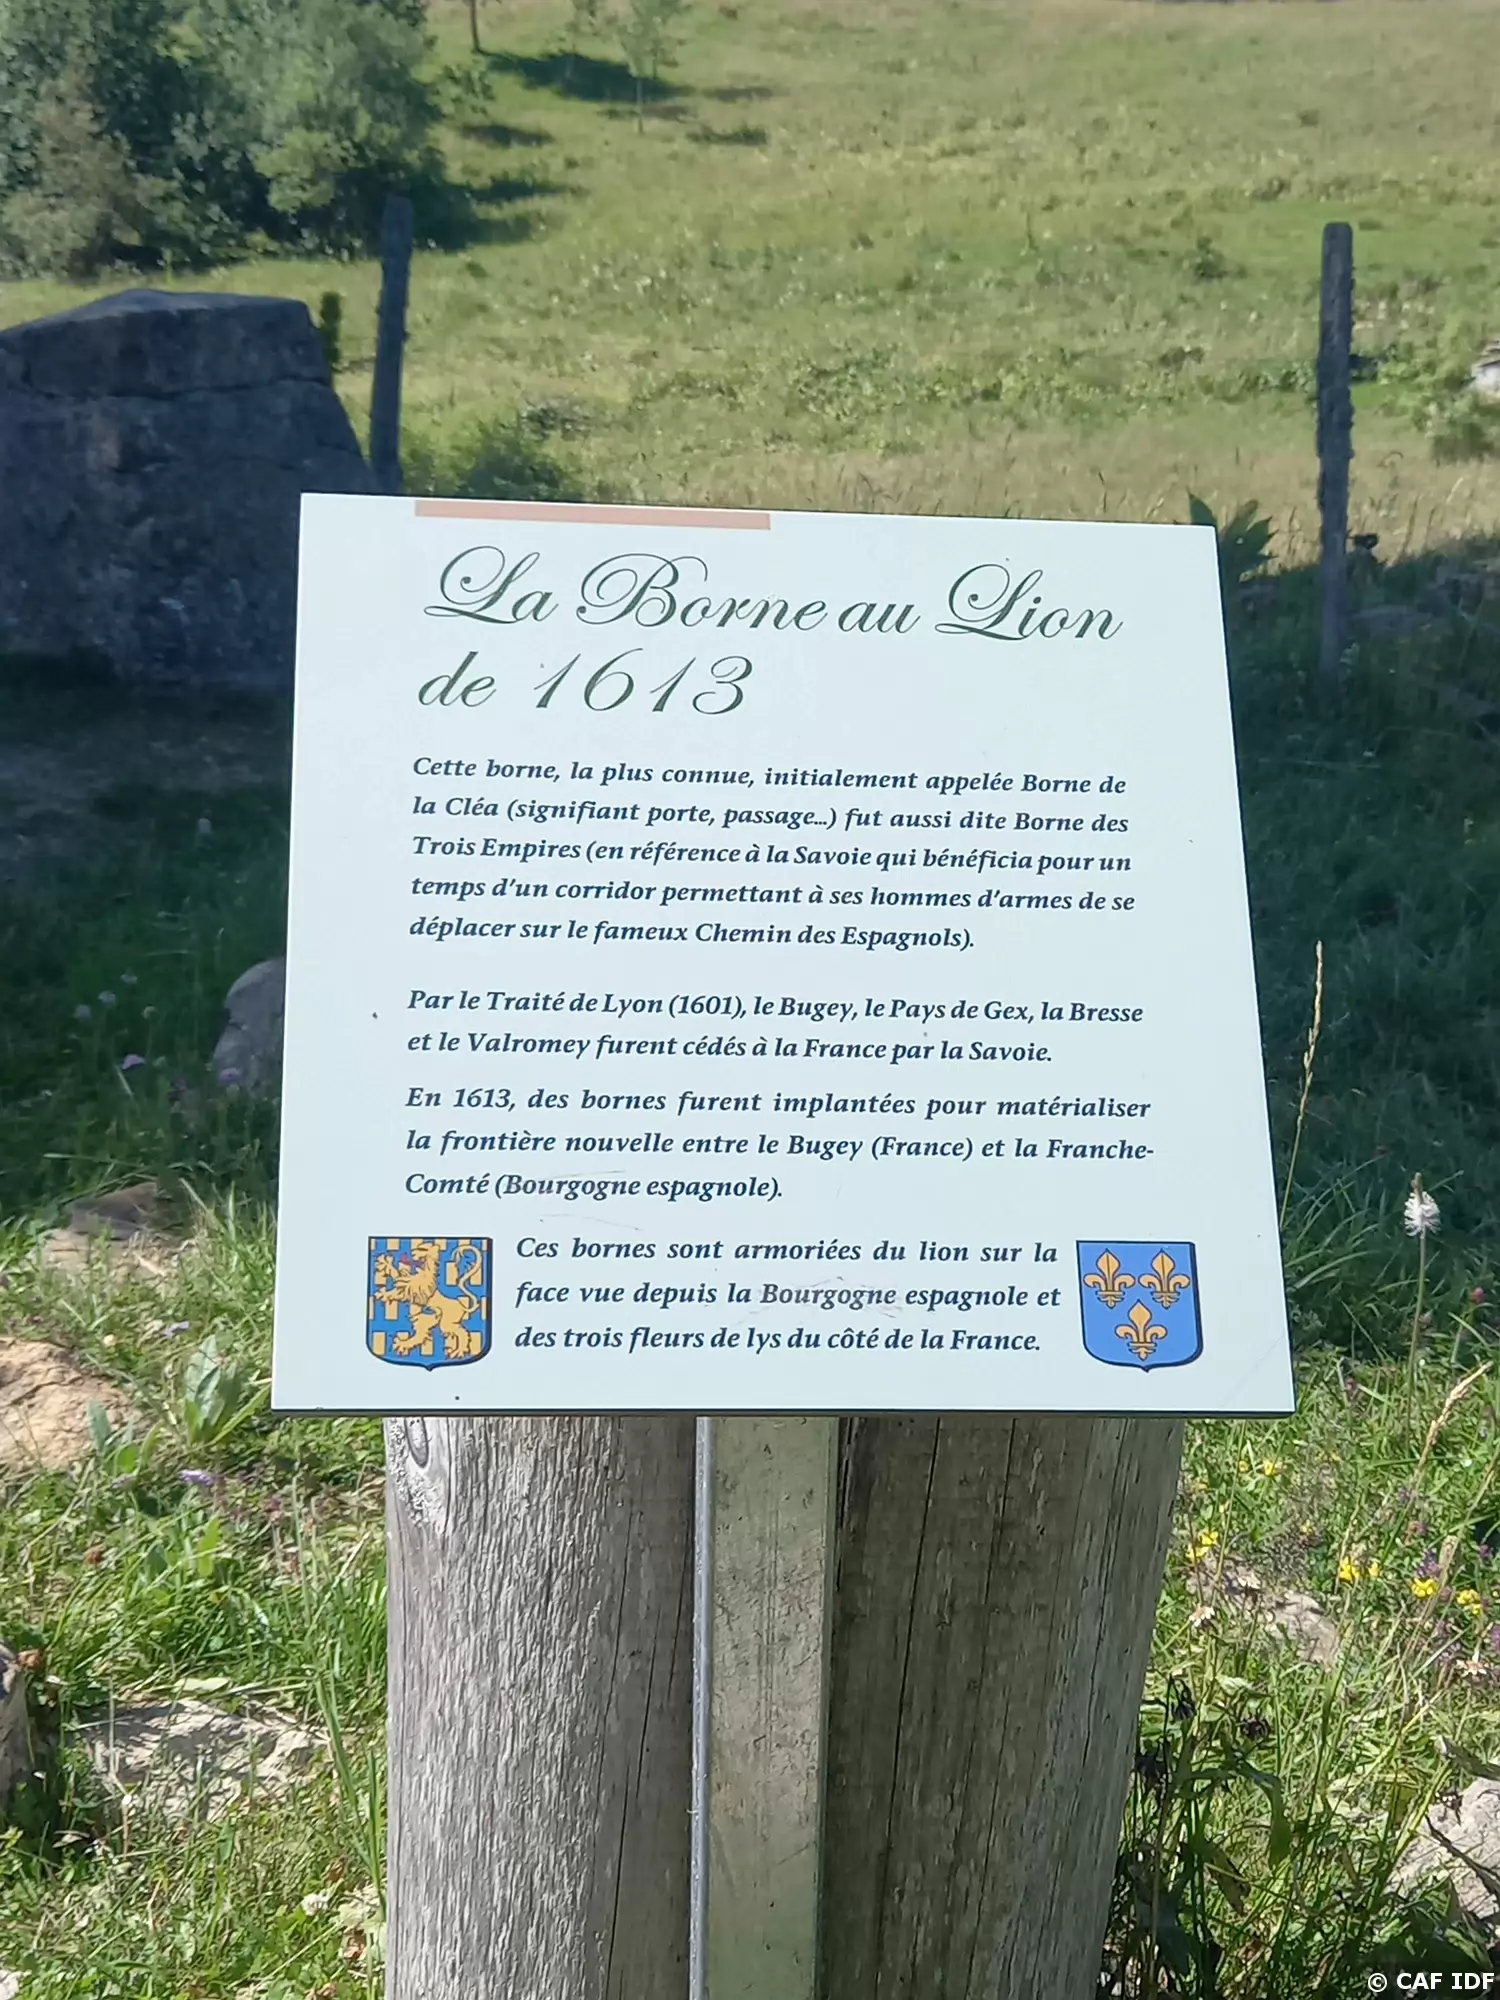 La Borne au Lion
de 1613
Cette borne, la plus connue, initialement appelée Borne de
la Cléa (signifiant porte, passage...) fut aussi dite Borne des
Trois Empires (en référence à la Savoie qui bénéficia pour un
temps d'un corridor permettant à ses hommes d'armes de se
déplacer sur le fameux Chemin des Espagnols).
Par le Traité de Lyon (1601), le Bugey, le Pays de Gex, la Bresse
et le Valromey furent cédés à la France par la Savoie.
En 1613, des bornes furent implantées pour matérialiser
la frontière nouvelle entre le Bugey (France) et la Franche-
Comté (Bourgogne espagnole).
Ces bornes sont armoriées du lion sur la
face vue depuis la Bourgogne espagnole et
des trois fleurs de lys du côté de la France.
© CAF IDF